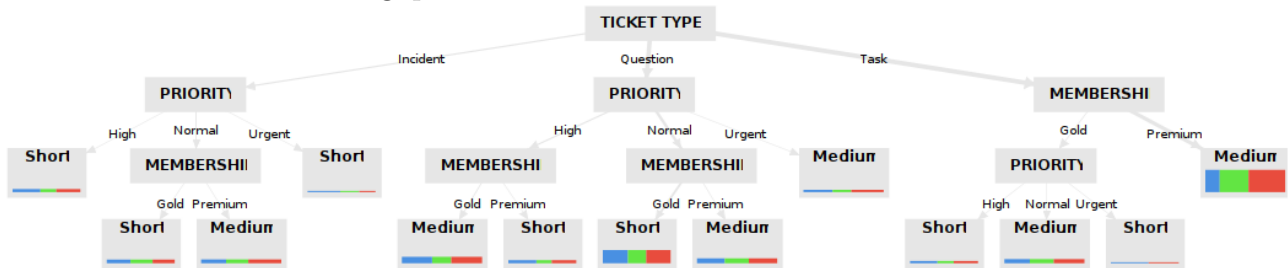 TICKET TYPE
Incident Question Task
PRIORITY PRIORITY MEMBERSHI
High Normal Urgent High Normal Urgent Gold Premium
Short MEMBERSHII Short MEMBERSHI MEMBERSHII Medium PRIORITY Medium
Gold Premium Gold Premium Gold Premium High Normal Urgent
Short Medium Medium Short Short Medium Short Medium Short